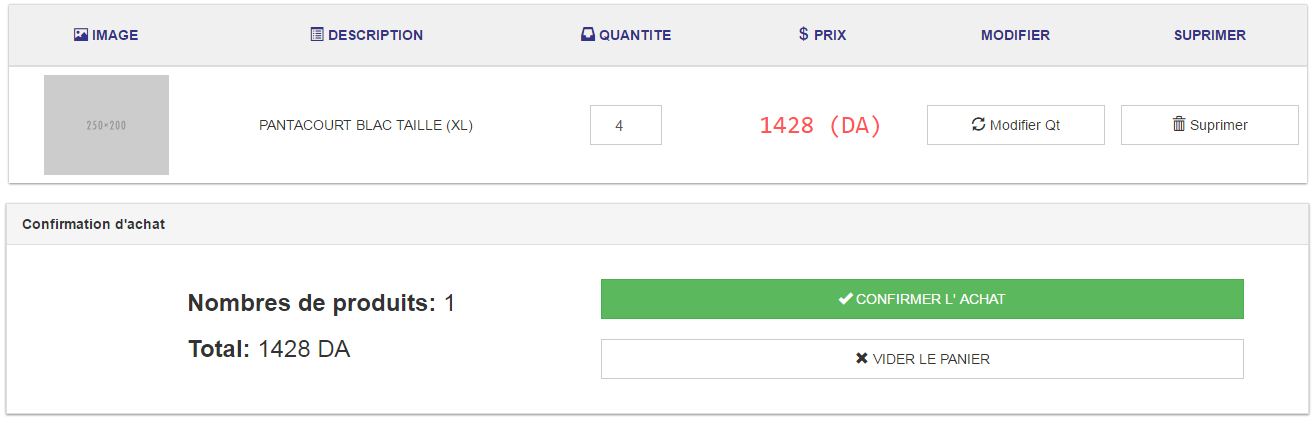 IMAGE DESCRIPTION QUANTITE $ PRIX MODIFIER SUPRIMER
250×200 PANTACOURT BLAC TAILLE (XL) 4 1428 (DA) Modifier Qt Suprimer
Confirmation d'achat
Nombres de produits: 1
Total: 1428 DA
CONFIRMER L' ACHAT
VIDER LE PANIER